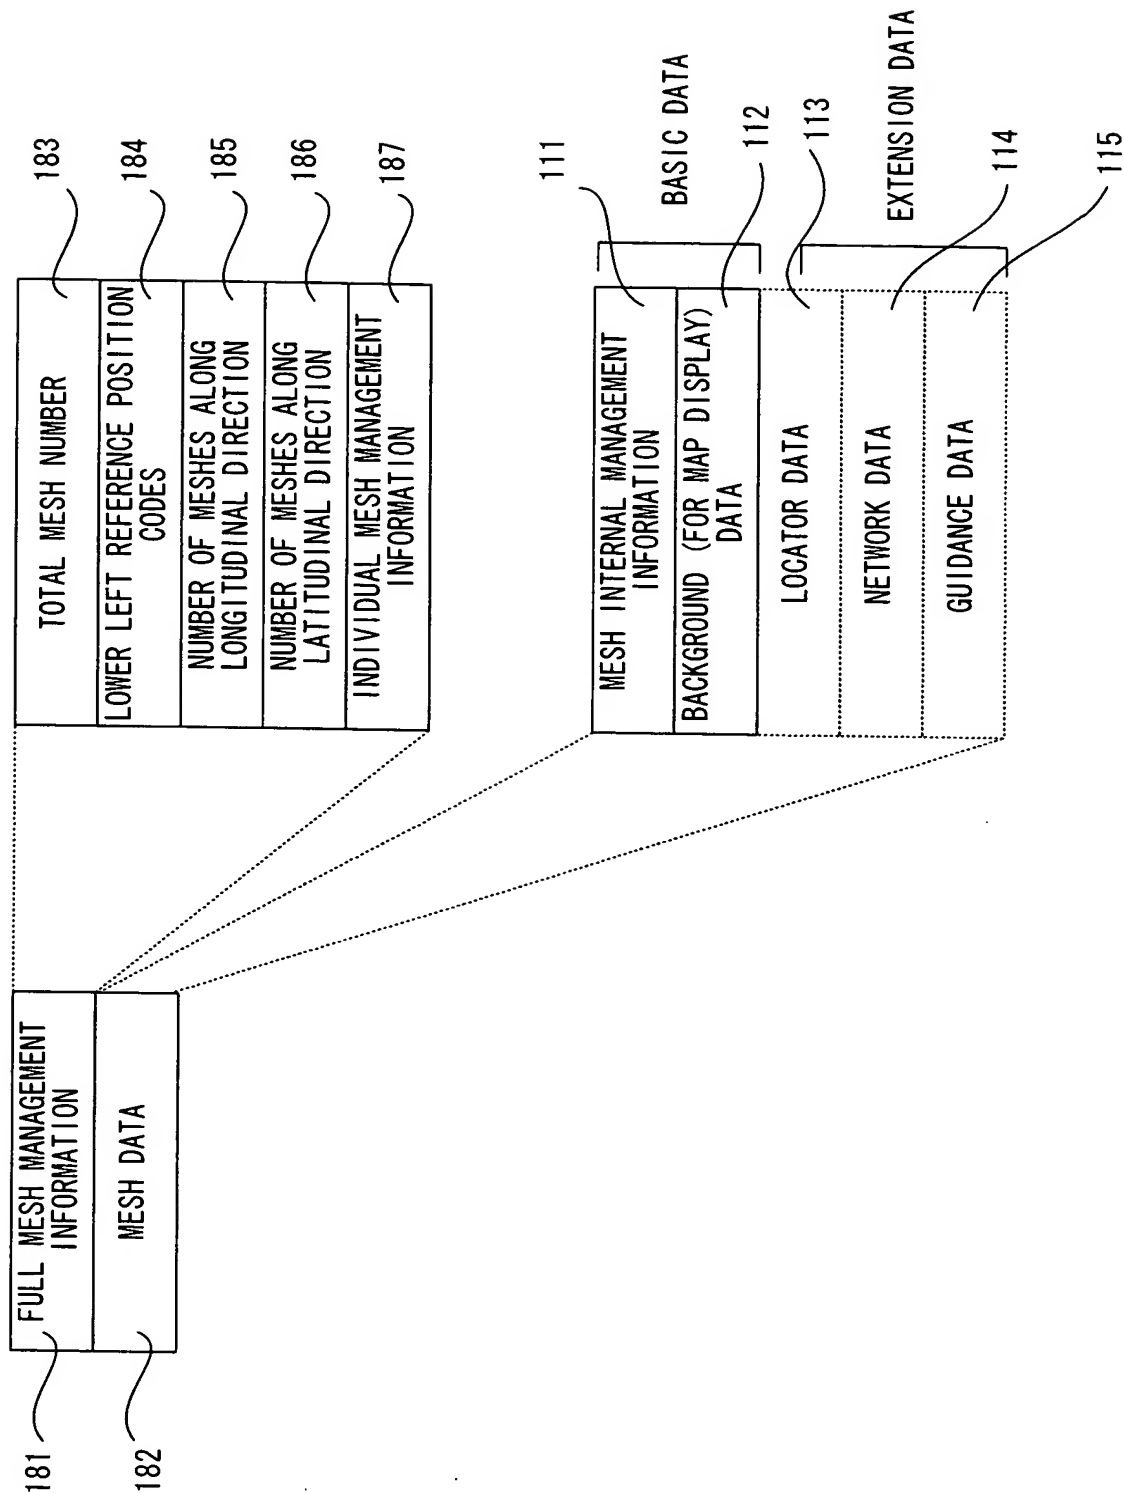 181
FULL MESH MANAGEMENT
INFORMATION
182
MESH DATA
TOTAL MESH NUMBER
183
LOWER LEFT REFERENCE POSITION
CODES
184
NUMBER OF MESHES ALONG
LONGITUDINAL DIRECTION
185
NUMBER OF MESHES ALONG
LATITUDINAL DIRECTION
186
INDIVIDUAL MESH MANAGEMENT
INFORMATION
187
MESH INTERNAL MANAGEMENT
INFORMATION
111
BACKGROUND (FOR MAP DISPLAY)
DATA
112
BASIC DATA
LOCATOR DATA
113
NETWORK DATA
114
GUIDANCE DATA
115
EXTENSION DATA